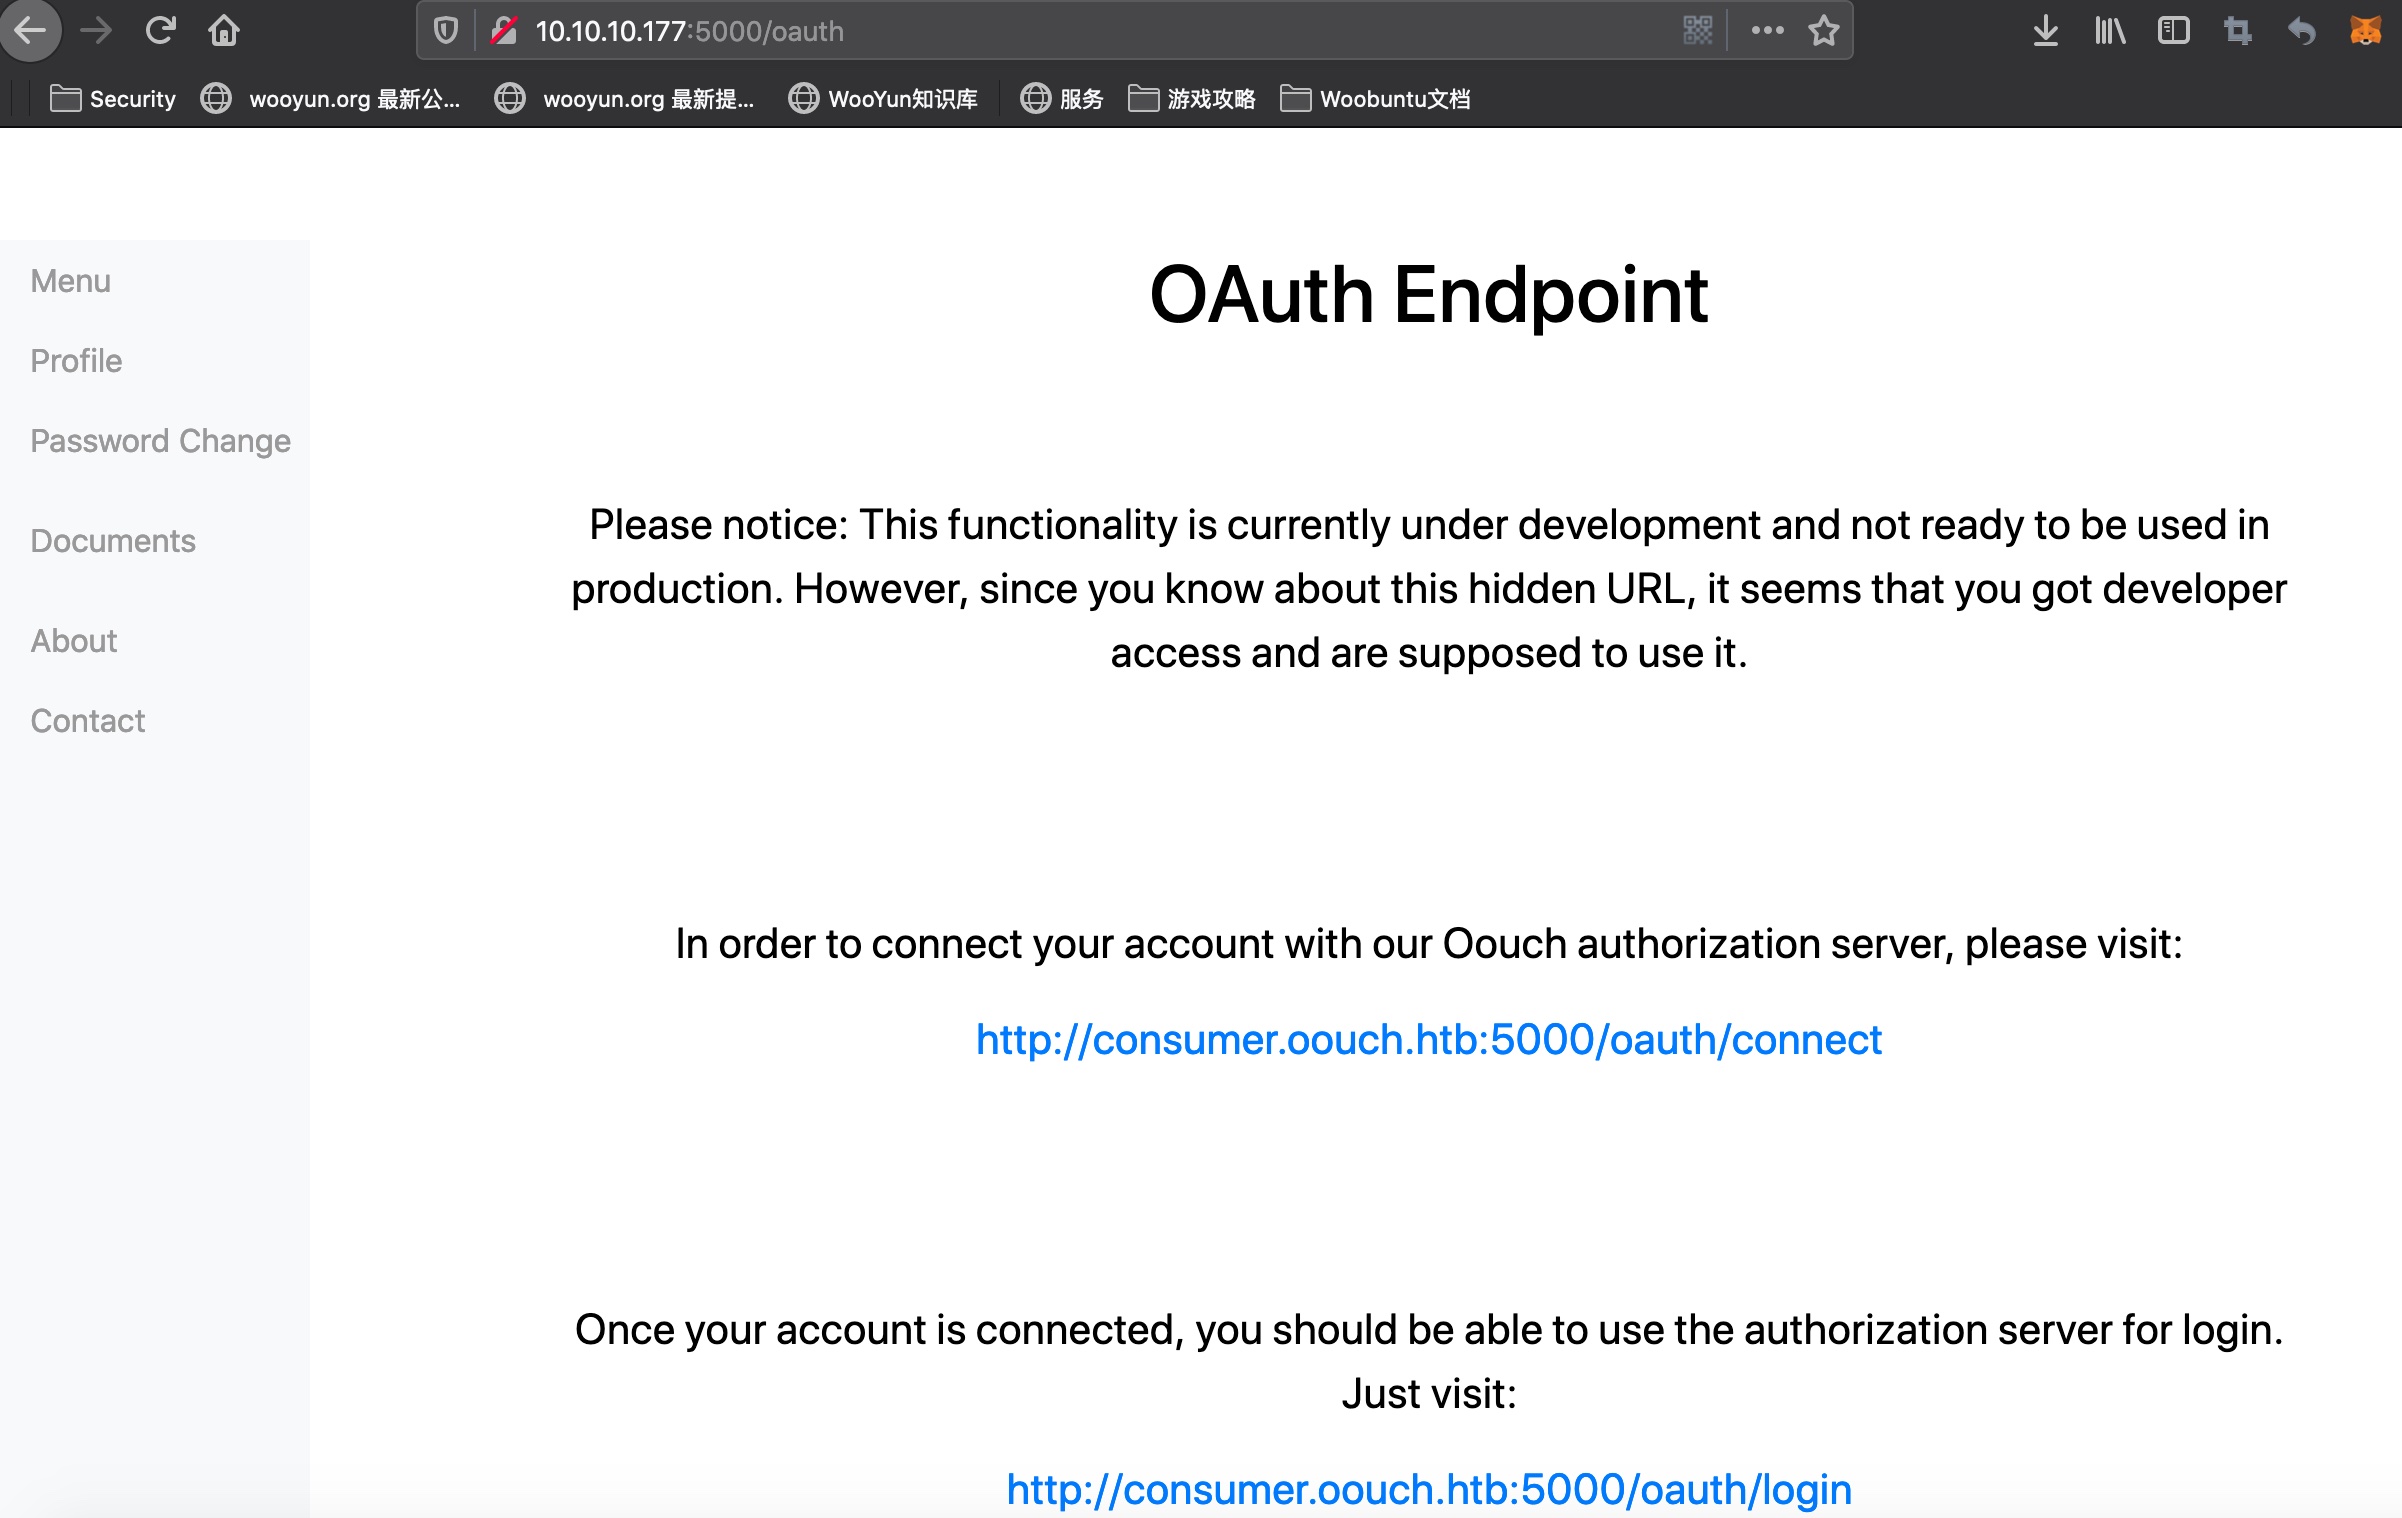 10.10.10.177:5000/oauth
Security
wooyun.org 最新公...
wooyun.org 最新提...
WooYun知识库
服务
游戏攻略
Woobuntu文档
Menu
Profile
Password Change
Documents
About
Contact
OAuth Endpoint
Please notice: This functionality is currently under development and not ready to be used in
production. However, since you know about this hidden URL, it seems that you got developer
access and are supposed to use it.
In order to connect your account with our Oouch authorization server, please visit:
http://consumer.oouch.htb:5000/oauth/connect
Once your account is connected, you should be able to use the authorization server for login.
Just visit:
http://consumer.oouch.htb:5000/oauth/login